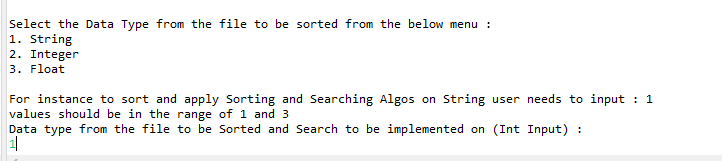 Select the Data Type from the file to be sorted from the below menu :
1. String
2. Integer
3. Float
For instance to sort and apply Sorting and Searching Algos on String user needs to input : 1
values should be in the range of 1 and 3
Data type from the file to be Sorted and Search to be implemented on (Int Input) :
1